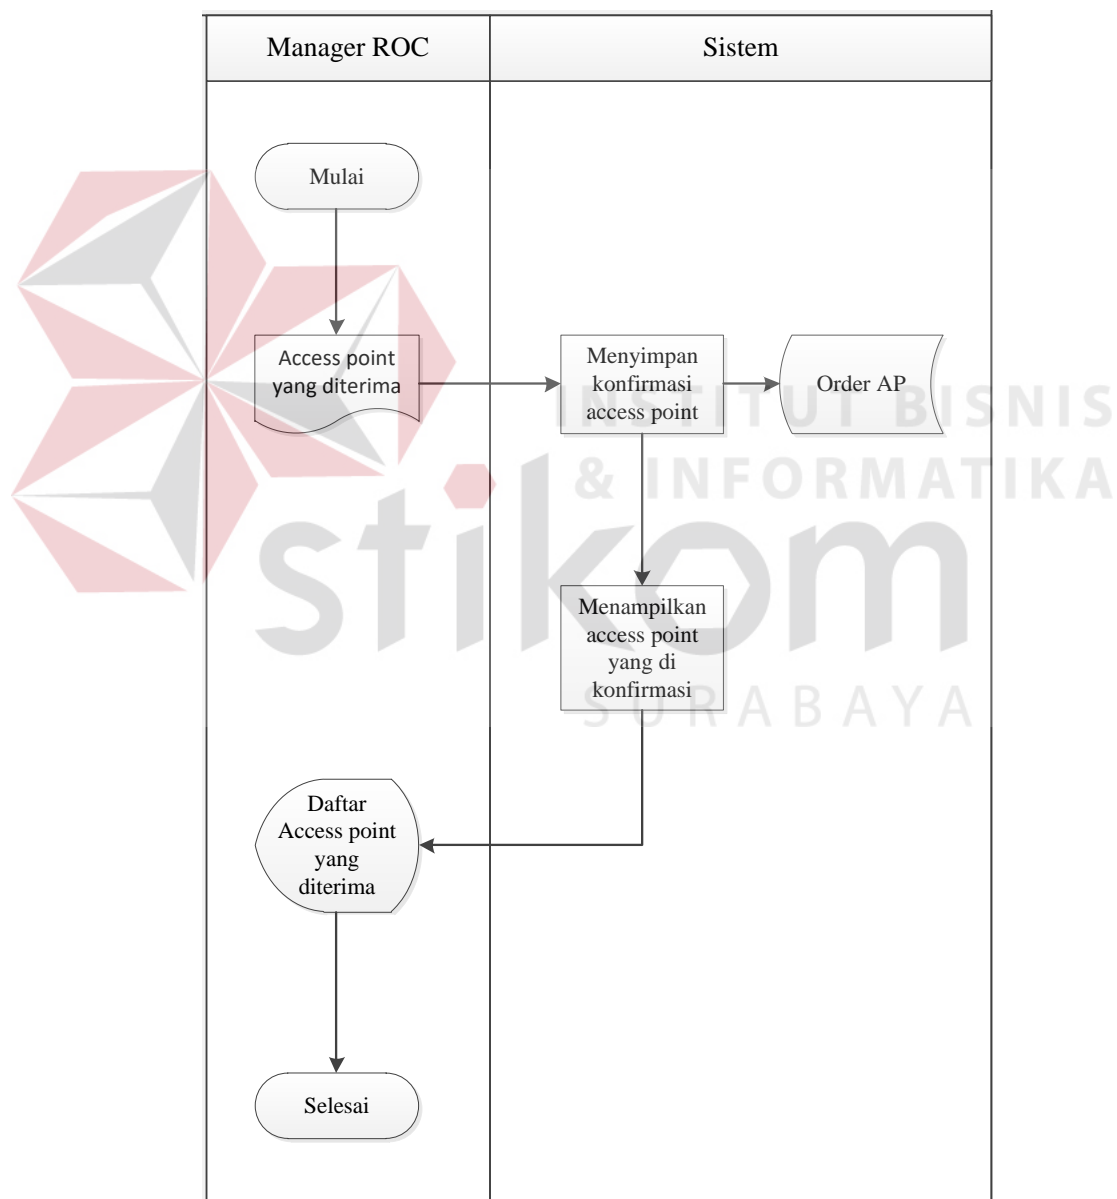 Manager ROC
Sistem
Mulai
Access point
yang diterima
Menyimpan
konfirmasi
access point
Order AP
INSTITUT BISNIS
& INFORMATIKA
stikom
SURABAYA
Menampilkan
access point
yang di
konfirmasi
Daftar
Access point
yang
diterima
Selesai